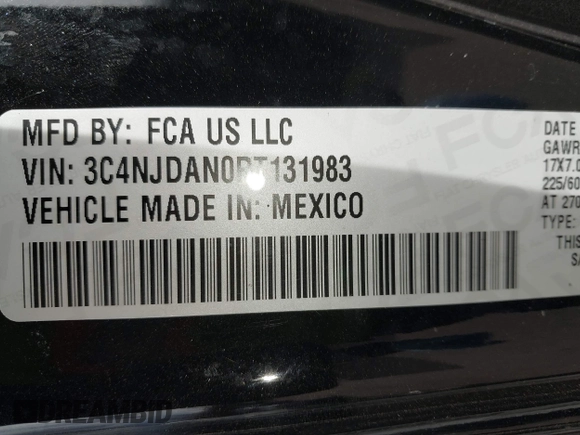 MFD BY: FCA US LLC
VIN: 3C4NJDAN0PT131983
VEHICLE MADE IN: MEXICO
DATE
GAWR
17X7.0
225/60
AT 270
TYPE:
THIS
SA
DREAMBID